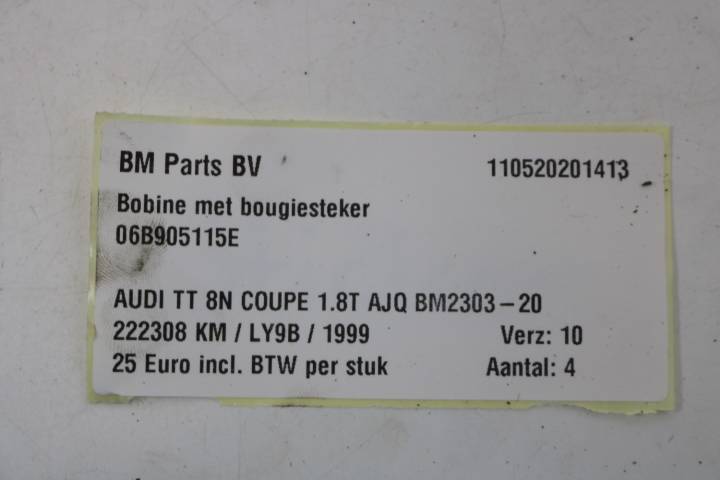 BM Parts BV 110520201413
Bobine met bougiesteker
06B905115E
AUDI TT 8N COUPE 1.8T AJQ BM2303-20
222308 KM / LY9B / 1999 Verz: 10
25 Euro incl. BTW per stuk Aantal: 4